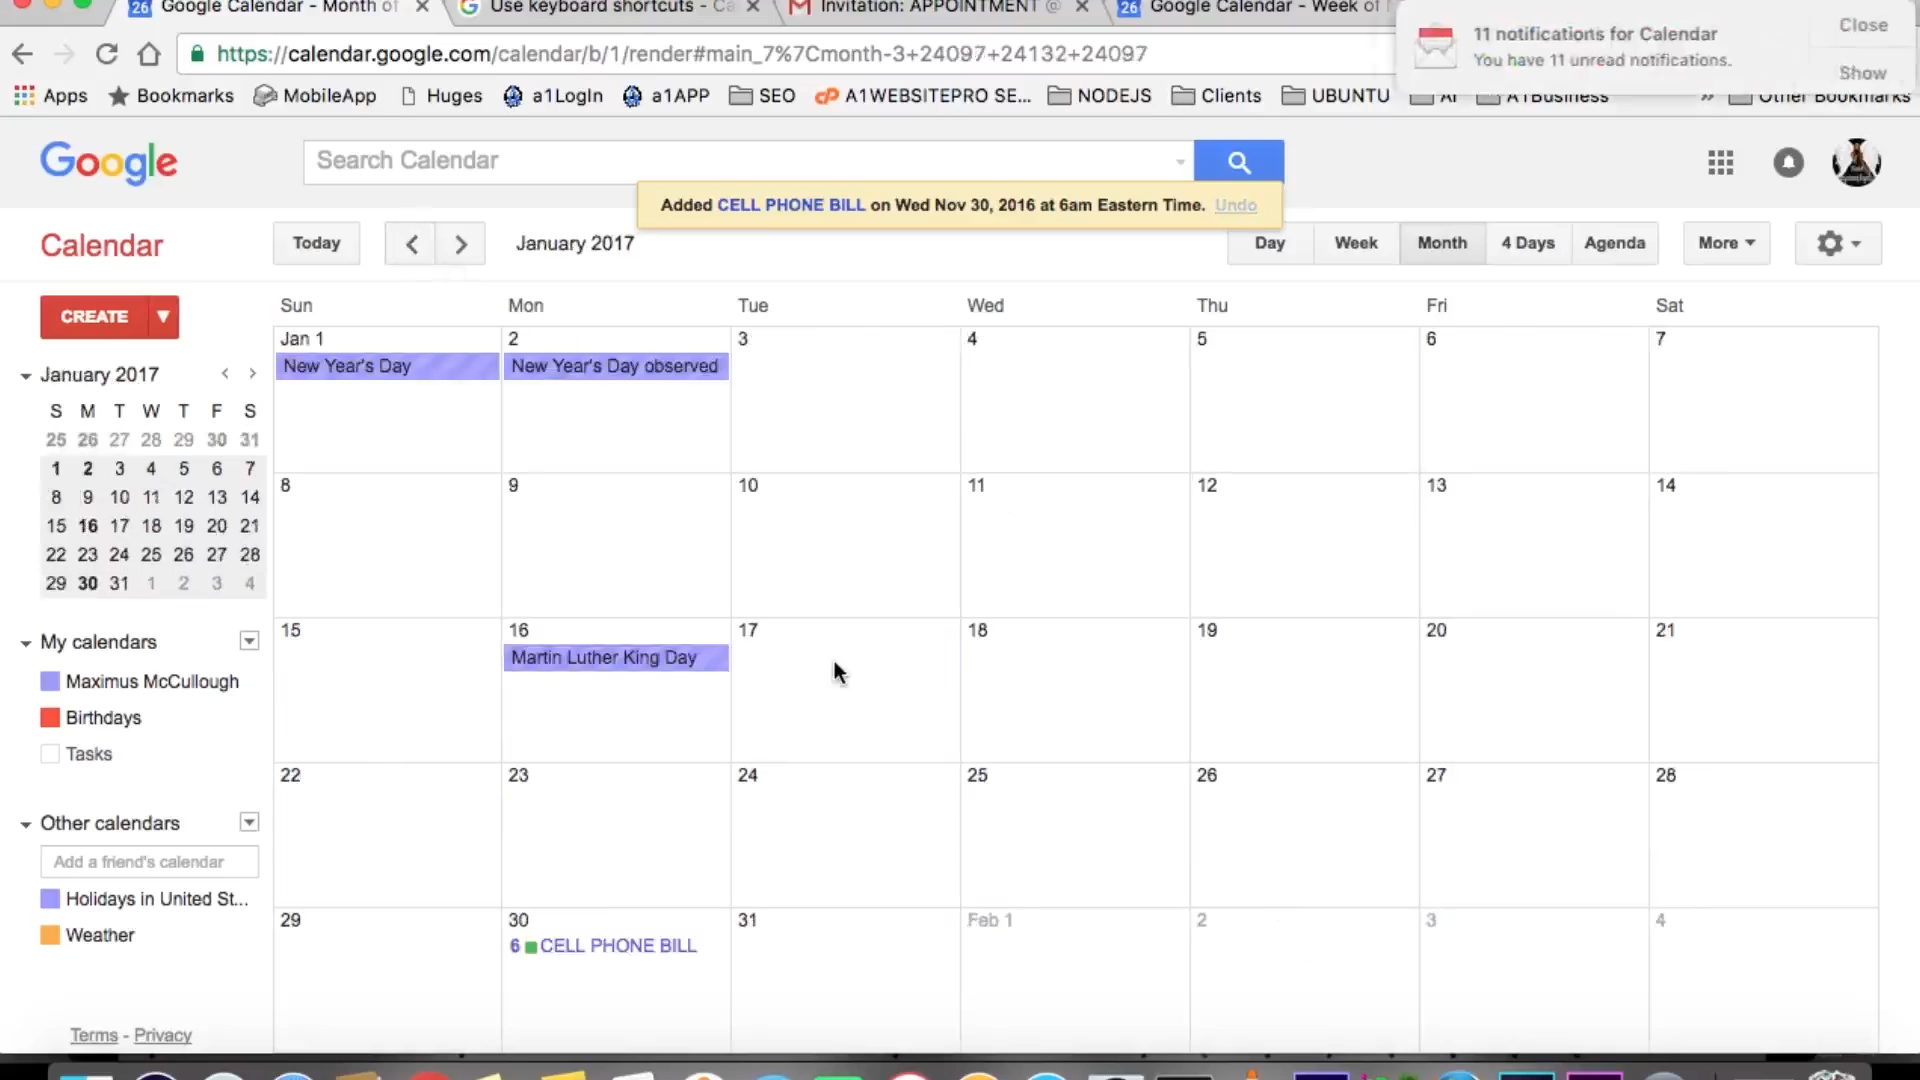 Google Calendar - Month of
Use keyboard shortcuts - Ca
Invitation: APPOINTMENT @
Google Calendar - Week of
11 notifications for Calendar
You have 11 unread notifications.
Close
Show
https://calendar.google.com/calendar/b/1/render#main_7%7Cmonth-3+24097+24132+24097
Apps Bookmarks MobileApp Huges a1LogIn a1APP SEO A1WEBSITEPRO SE... NODEJS Clients UBUNTU AI A1Business » Other Bookmarks
Google
Search Calendar
Added CELL PHONE BILL on Wed Nov 30, 2016 at 6am Eastern Time. Undo
Calendar
Today
January 2017
Day Week Month 4 Days Agenda
More
CREATE
January 2017
S M T W T F S
25 26 27 28 29 30 31
1 2 3 4 5 6 7
8 9 10 11 12 13 14
15 16 17 18 19 20 21
22 23 24 25 26 27 28
29 30 31 1 2 3 4
My calendars
Maximus McCullough
Birthdays
Tasks
Other calendars
Add a friend's calendar
Holidays in United St...
Weather
Terms - Privacy
Sun Mon Tue Wed Thu Fri Sat
Jan 1 2 3 4 5 6 7
New Year's Day New Year's Day observed
8 9 10 11 12 13 14
15 16 17 18 19 20 21
Martin Luther King Day
22 23 24 25 26 27 28
29 30 31 Feb 1 2 3 4
6 CELL PHONE BILL